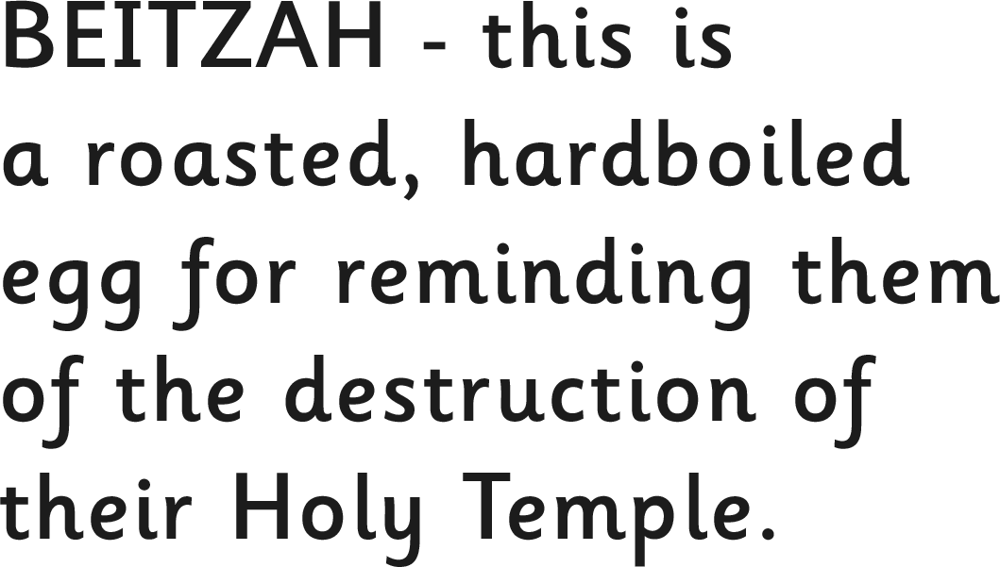 BEITZAH - this is
a roasted, hardboiled
egg for reminding them
of the destruction of
their Holy Temple.